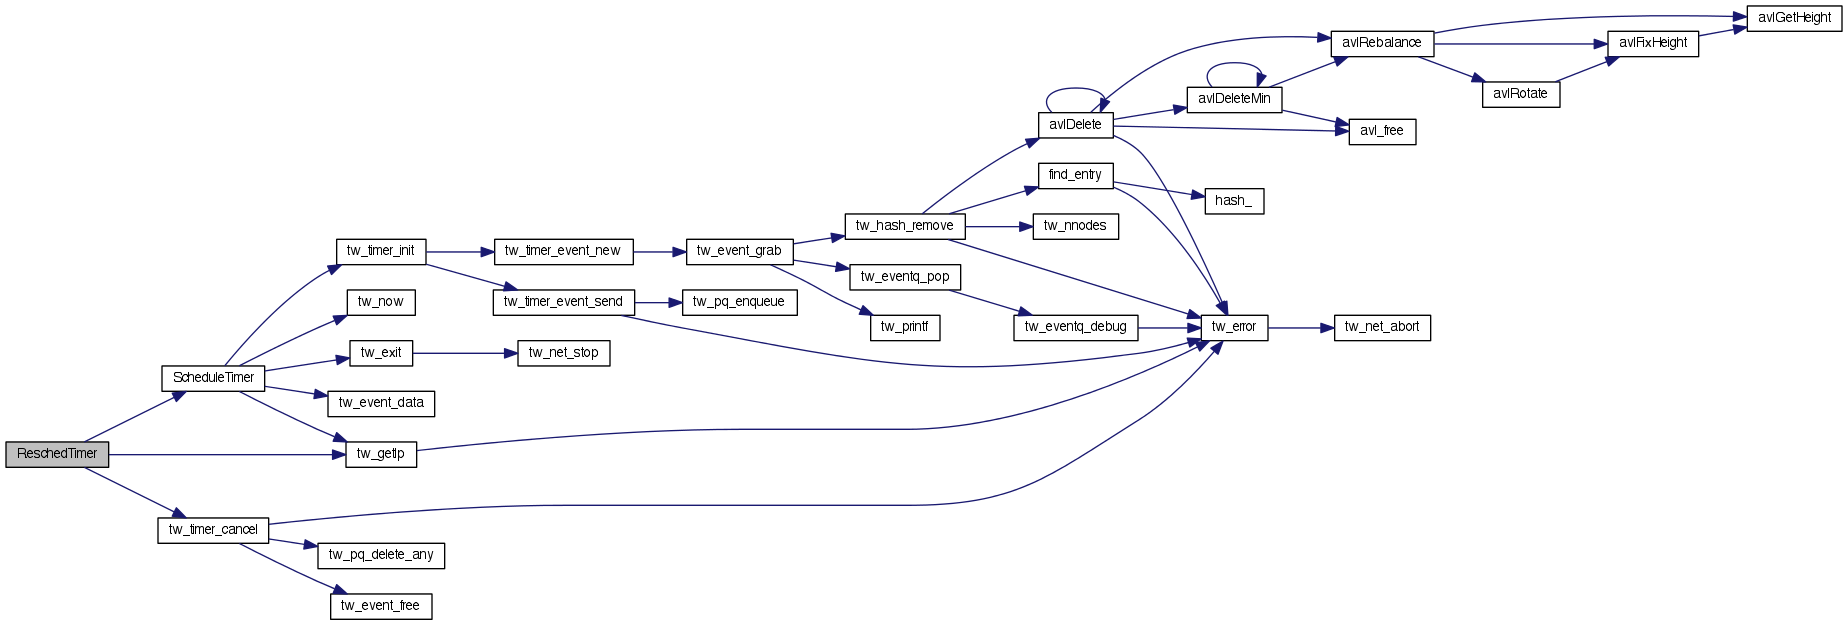 avlGetHeight
avlRebalance
avlFixHeight
avlDeleteMin
avlRotate
avlDelete
avl_free
find_entry
hash_
tw_hash_remove
tw_nnodes
tw_timer_init
tw_timer_event_new
tw_event_grab
tw_eventq_pop
tw_now
tw_timer_event_send
tw_pq_enqueue
tw_printf
tw_eventq_debug
tw_error
tw_net_abort
tw_exit
tw_net_stop
ScheduleTimer
tw_event_data
ReschedTimer
tw_getlp
tw_timer_cancel
tw_pq_delete_any
tw_event_free